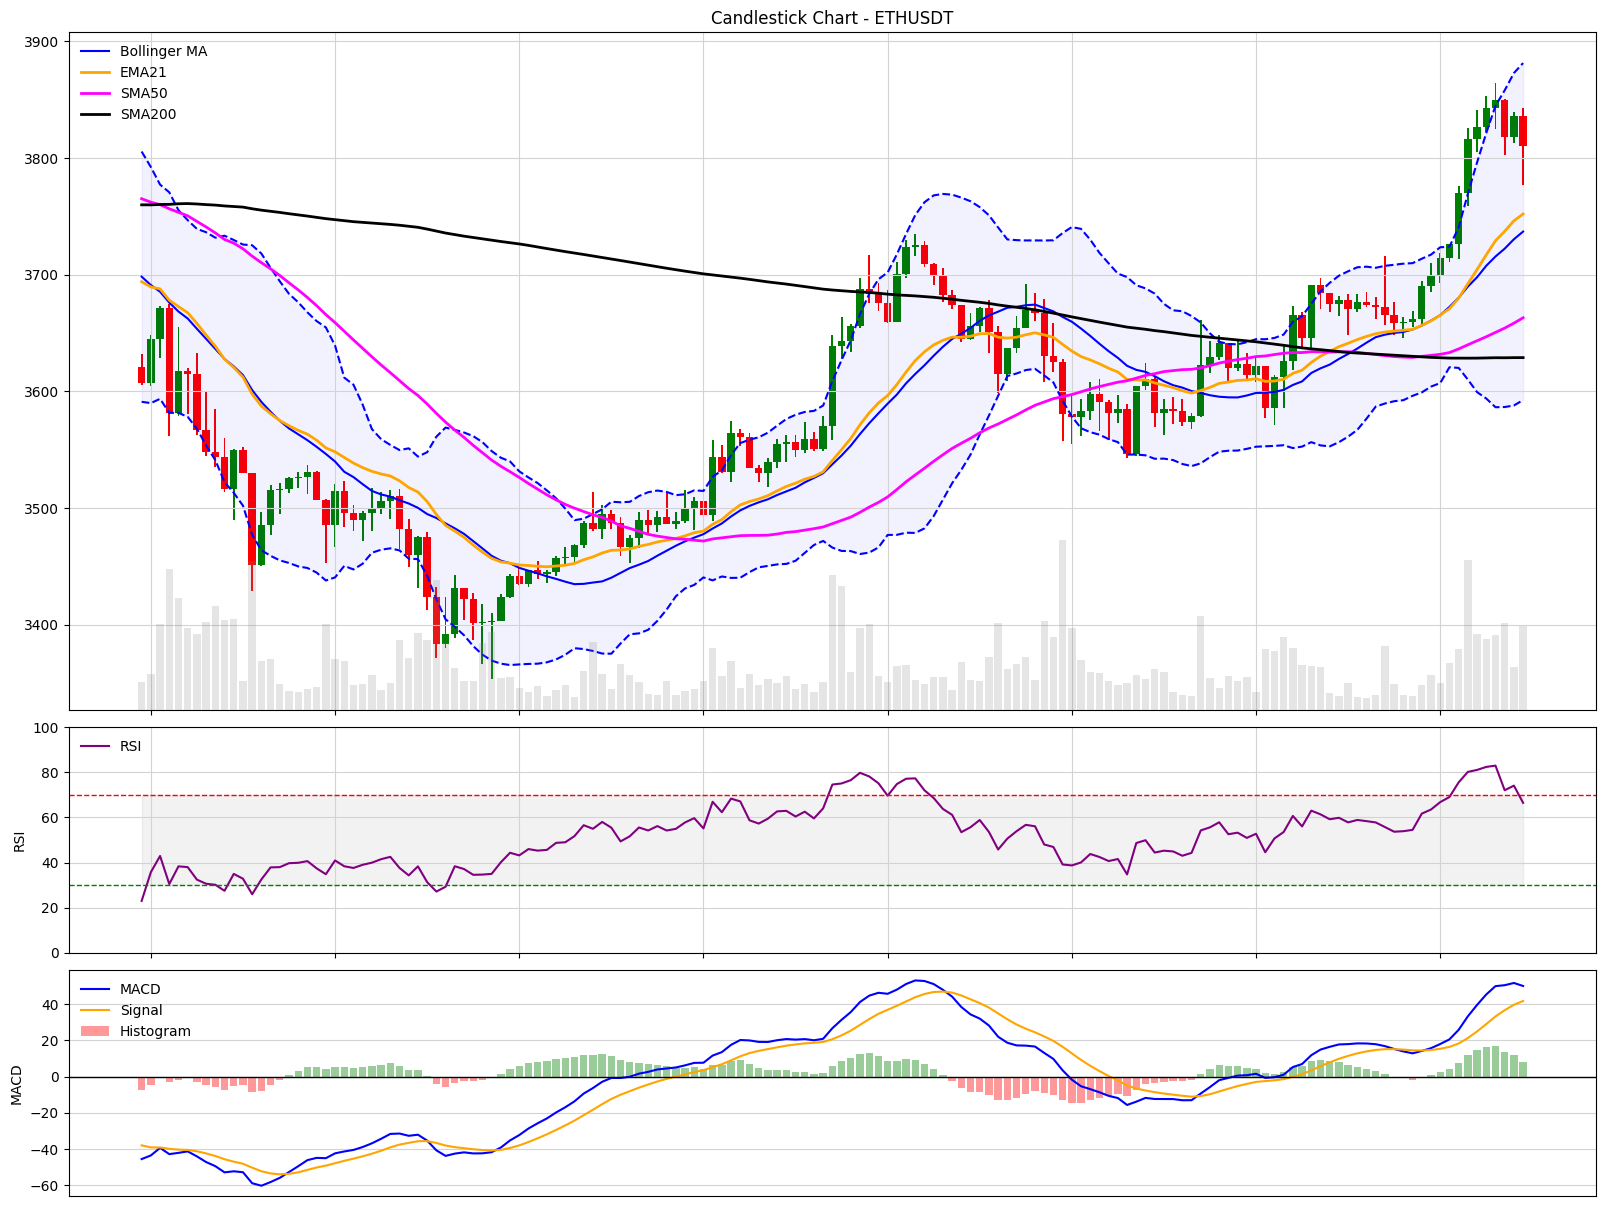 Candlestick Chart - ETHUSDT
3900
3800
3700
3600
3500
3400
Bollinger MA
EMA21
SMA50
SMA200
100
80
60
40
20
0
RSI
RSI
40
20
0
−20
−40
−60
MACD
MACD
Signal
Histogram